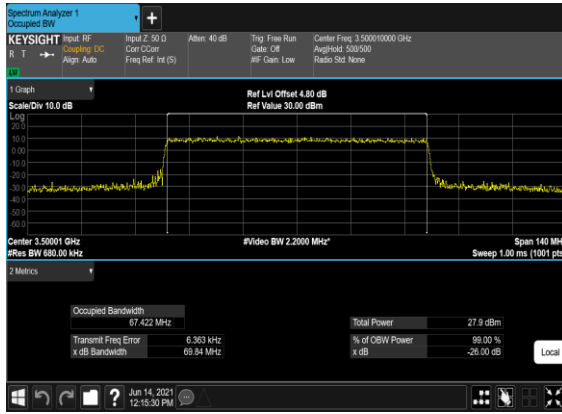 Spectrum Analyzer 1
Occupied BW
+
KEYSIGHT Input: RF Input Z: 50 Ω Atten: 40 dB Trig: Free Run Center Freq: 3.500010000 GHz
R T Coupling: DC Corr CCorr Gate: Off Avg|Hold: 500/500
Align: Auto Freq Ref: Int (S) #IF Gain: Low Radio Std: None
LXI
1 Graph
Ref Lvl Offset 4.80 dB
Scale/Div 10.0 dB Ref Value 30.00 dBm
Log
20.0
10.0
0.00
-10.0
-20.0
-30.0
-40.0
-50.0
-60.0
Center 3.50001 GHz #Video BW 2.2000 MHz* Span 140 MH
#Res BW 680.00 kHz Sweep 1.00 ms (1001 pts
2 Metrics
Occupied Bandwidth
67.422 MHz Total Power 27.9 dBm
Transmit Freq Error 6.363 kHz % of OBW Power 99.00 %
x dB Bandwidth 69.84 MHz x dB -26.00 dB
Local
? Jun 14, 2021
12:15:30 PM